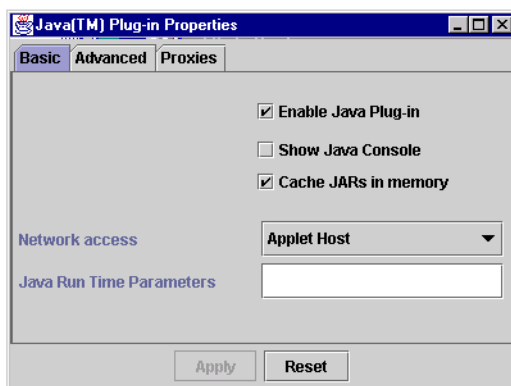 Java(TM) Plug-in Properties
Basic Advanced Proxies
Enable Java Plug-in
Show Java Console
Cache JARs in memory
Network access Applet Host
Java Run Time Parameters
Apply Reset